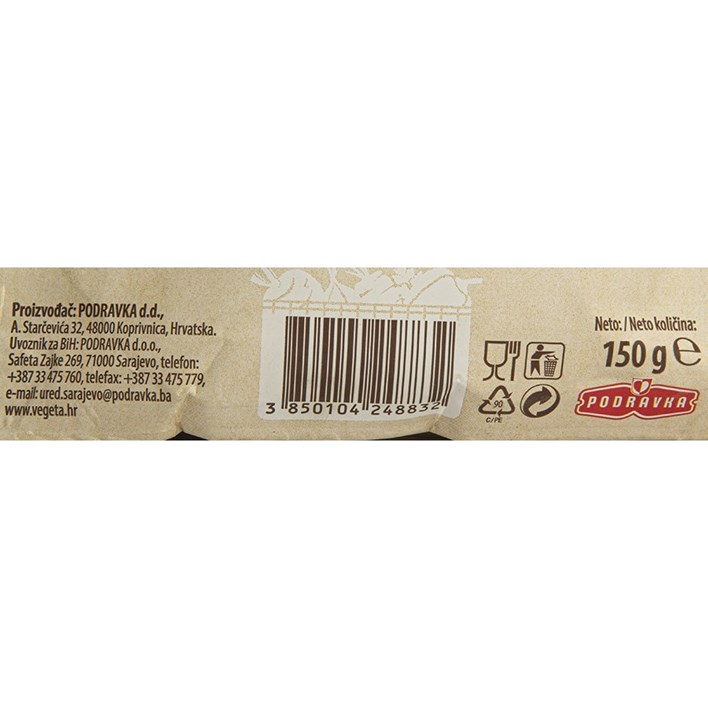 Proizvođač: PODRAVKA d.d.,
A. Starčevića 32, 48000 Koprivnica, Hrvatska.
Uvoznik za BiH: PODRAVKA d.o.o.,
Safeta Zajke 269, 71000 Sarajevo, telefon:
+387 33 475 760, telefax: +387 33 475 779,
e-mail: ured.sarajevo@podravka.ba
www.vegeta.hr
3 850104 248832
90
C/PE
Neto: / Neto količina:
150 g e
PODRAVKA